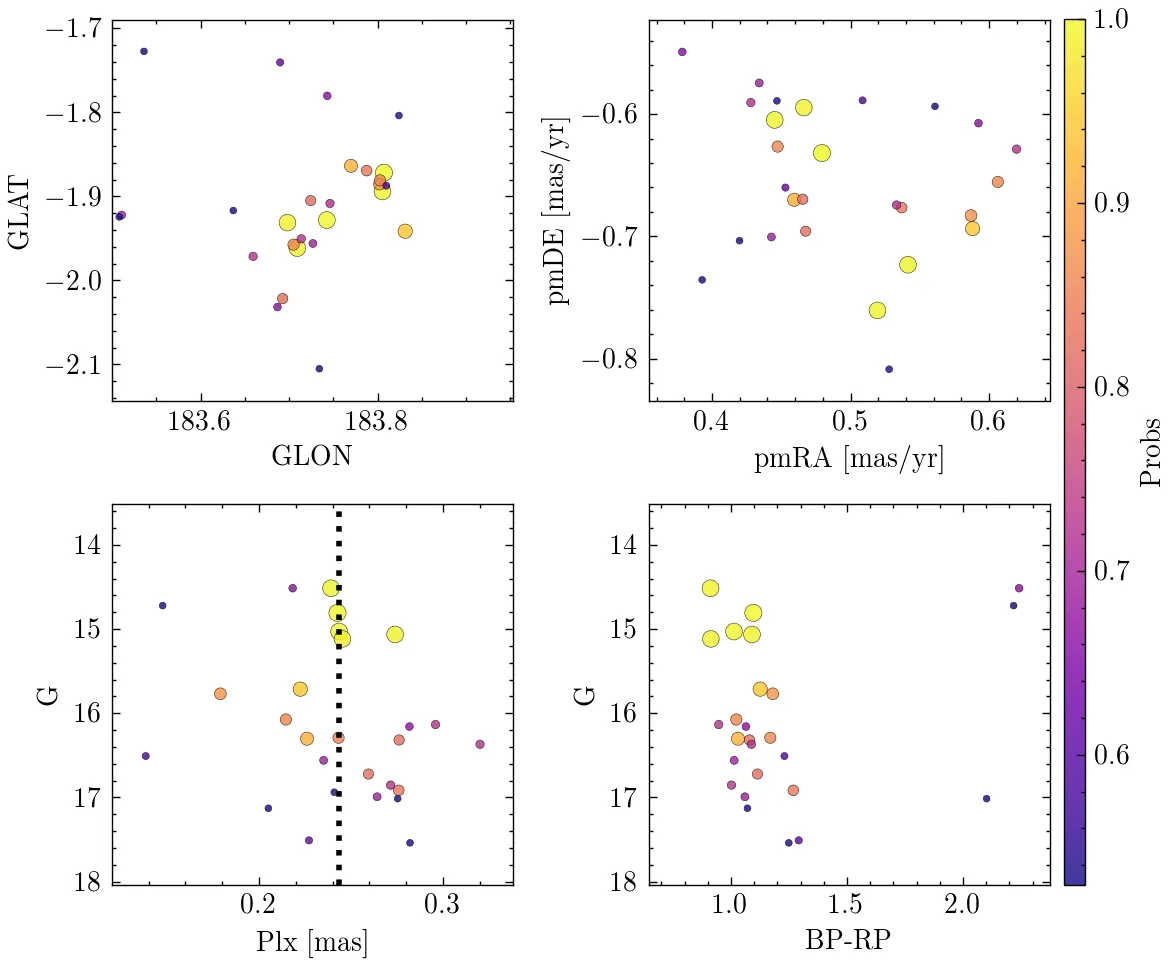 −1.7
−1.8
−1.9
−2.0
−2.1
GLAT
183.6 183.8
GLON
−0.6
−0.7
−0.8
pmDE [mas/yr]
0.4 0.5 0.6
pmRA [mas/yr]
14
15
16
17
18
G
0.2 0.3
Plx [mas]
14
15
16
17
18
G
1.0 1.5 2.0
BP-RP
1.0
0.9
0.8
0.7
0.6
Probs